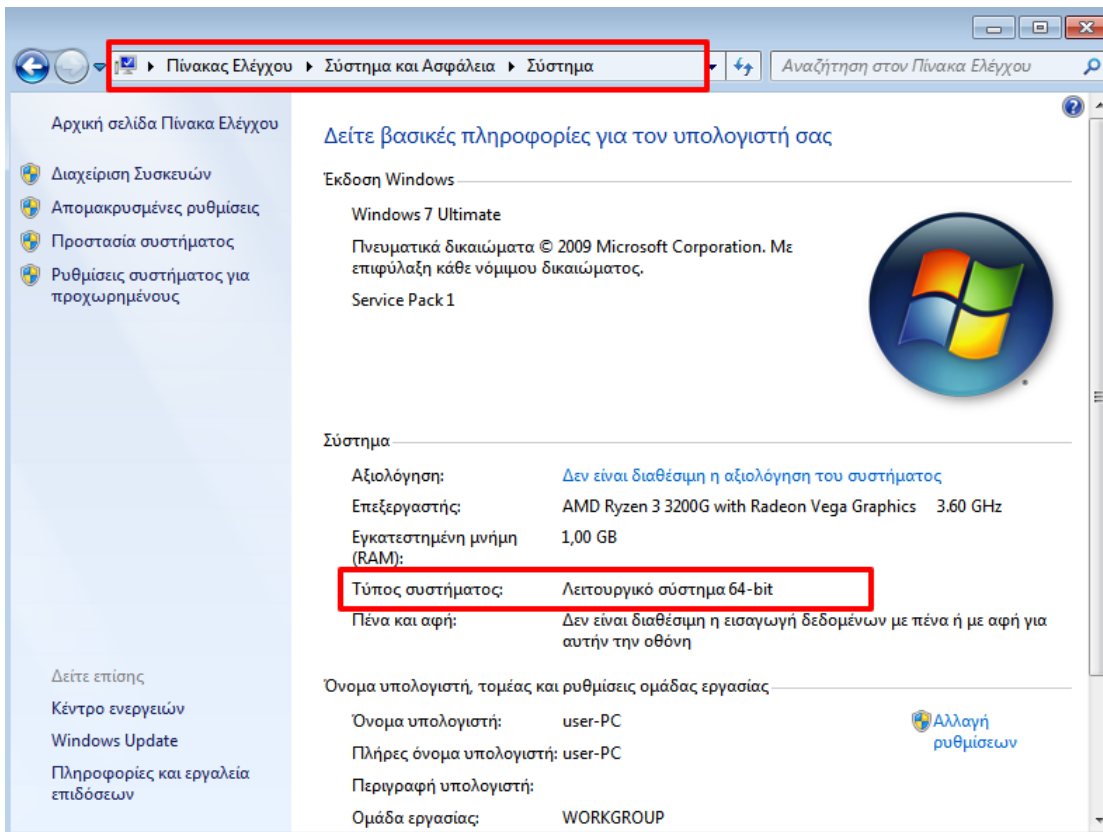 Πίνακας Ελέγχου ▸ Σύστημα και Ασφάλεια ▸ Σύστημα
Αναζήτηση στον Πίνακα Ελέγχου
Αρχική σελίδα Πίνακα Ελέγχου
Διαχείριση Συσκευών
Απομακρυσμένες ρυθμίσεις
Προστασία συστήματος
Ρυθμίσεις συστήματος για
προχωρημένους
Δείτε επίσης
Κέντρο ενεργειών
Windows Update
Πληροφορίες και εργαλεία
επιδόσεων
Δείτε βασικές πληροφορίες για τον υπολογιστή σας
Έκδοση Windows
Windows 7 Ultimate
Πνευματικά δικαιώματα © 2009 Microsoft Corporation. Με
επιφύλαξη κάθε νόμιμου δικαιώματος.
Service Pack 1
Σύστημα
Αξιολόγηση: Δεν είναι διαθέσιμη η αξιολόγηση του συστήματος
Επεξεργαστής: AMD Ryzen 3 3200G with Radeon Vega Graphics 3.60 GHz
Εγκατεστημένη μνήμη 1,00 GB
(RAM):
Τύπος συστήματος: Λειτουργικό σύστημα 64-bit
Πένα και αφή: Δεν είναι διαθέσιμη η εισαγωγή δεδομένων με πένα ή με αφή για
αυτήν την οθόνη
Όνομα υπολογιστή, τομέας και ρυθμίσεις ομάδας εργασίας
Όνομα υπολογιστή: user-PC
Αλλαγή
ρυθμίσεων
Πλήρες όνομα υπολογιστή: user-PC
Περιγραφή υπολογιστή:
Ομάδα εργασίας: WORKGROUP